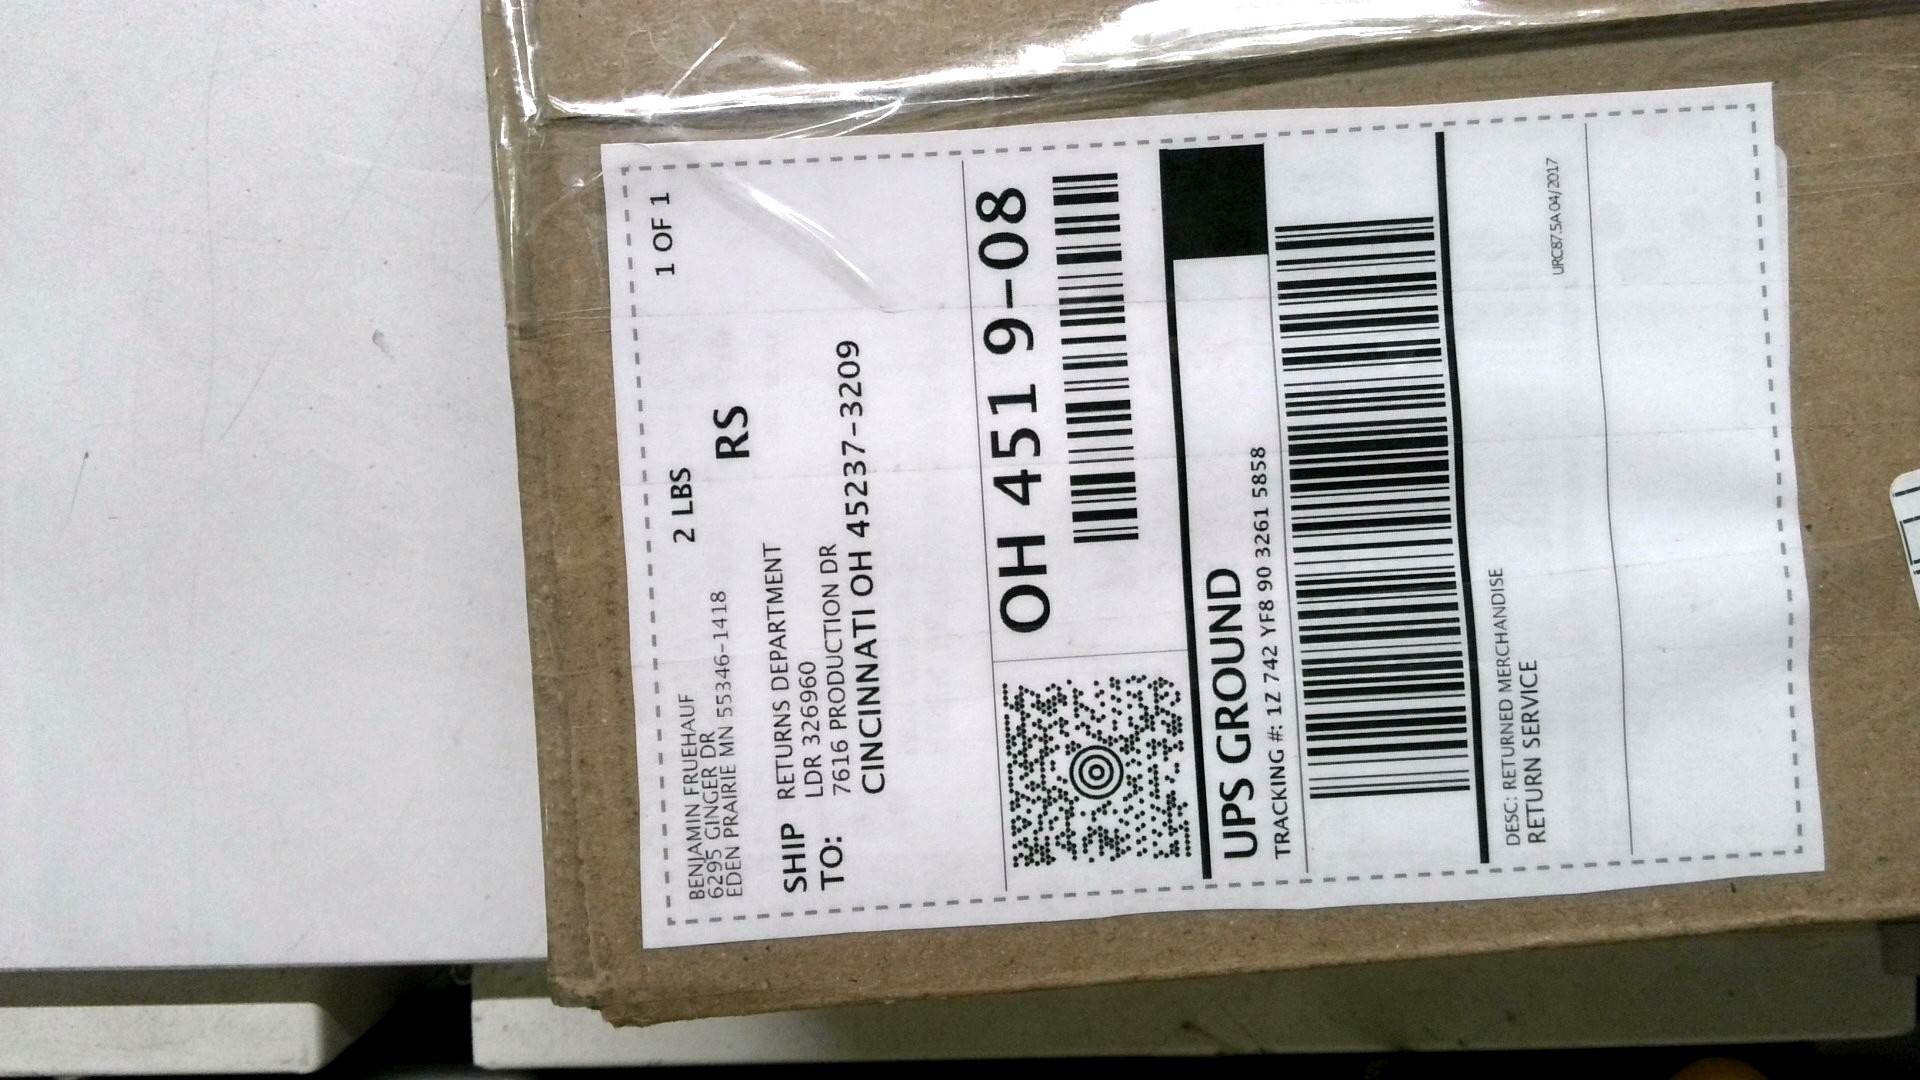 BENJAMIN FRUEHAUF
6295 GINGER DR
EDEN PRAIRIE MN 55346-1418
2 LBS
1 OF 1
RS
SHIP TO:
RETURNS DEPARTMENT
LDR 326960
7616 PRODUCTION DR
CINCINNATI OH 45237-3209
OH 451 9-08
UPS GROUND
TRACKING #: 1Z 742 YF8 90 3261 5858
DESC: RETURNED MERCHANDISE
RETURN SERVICE
URC87.5A 04/2017